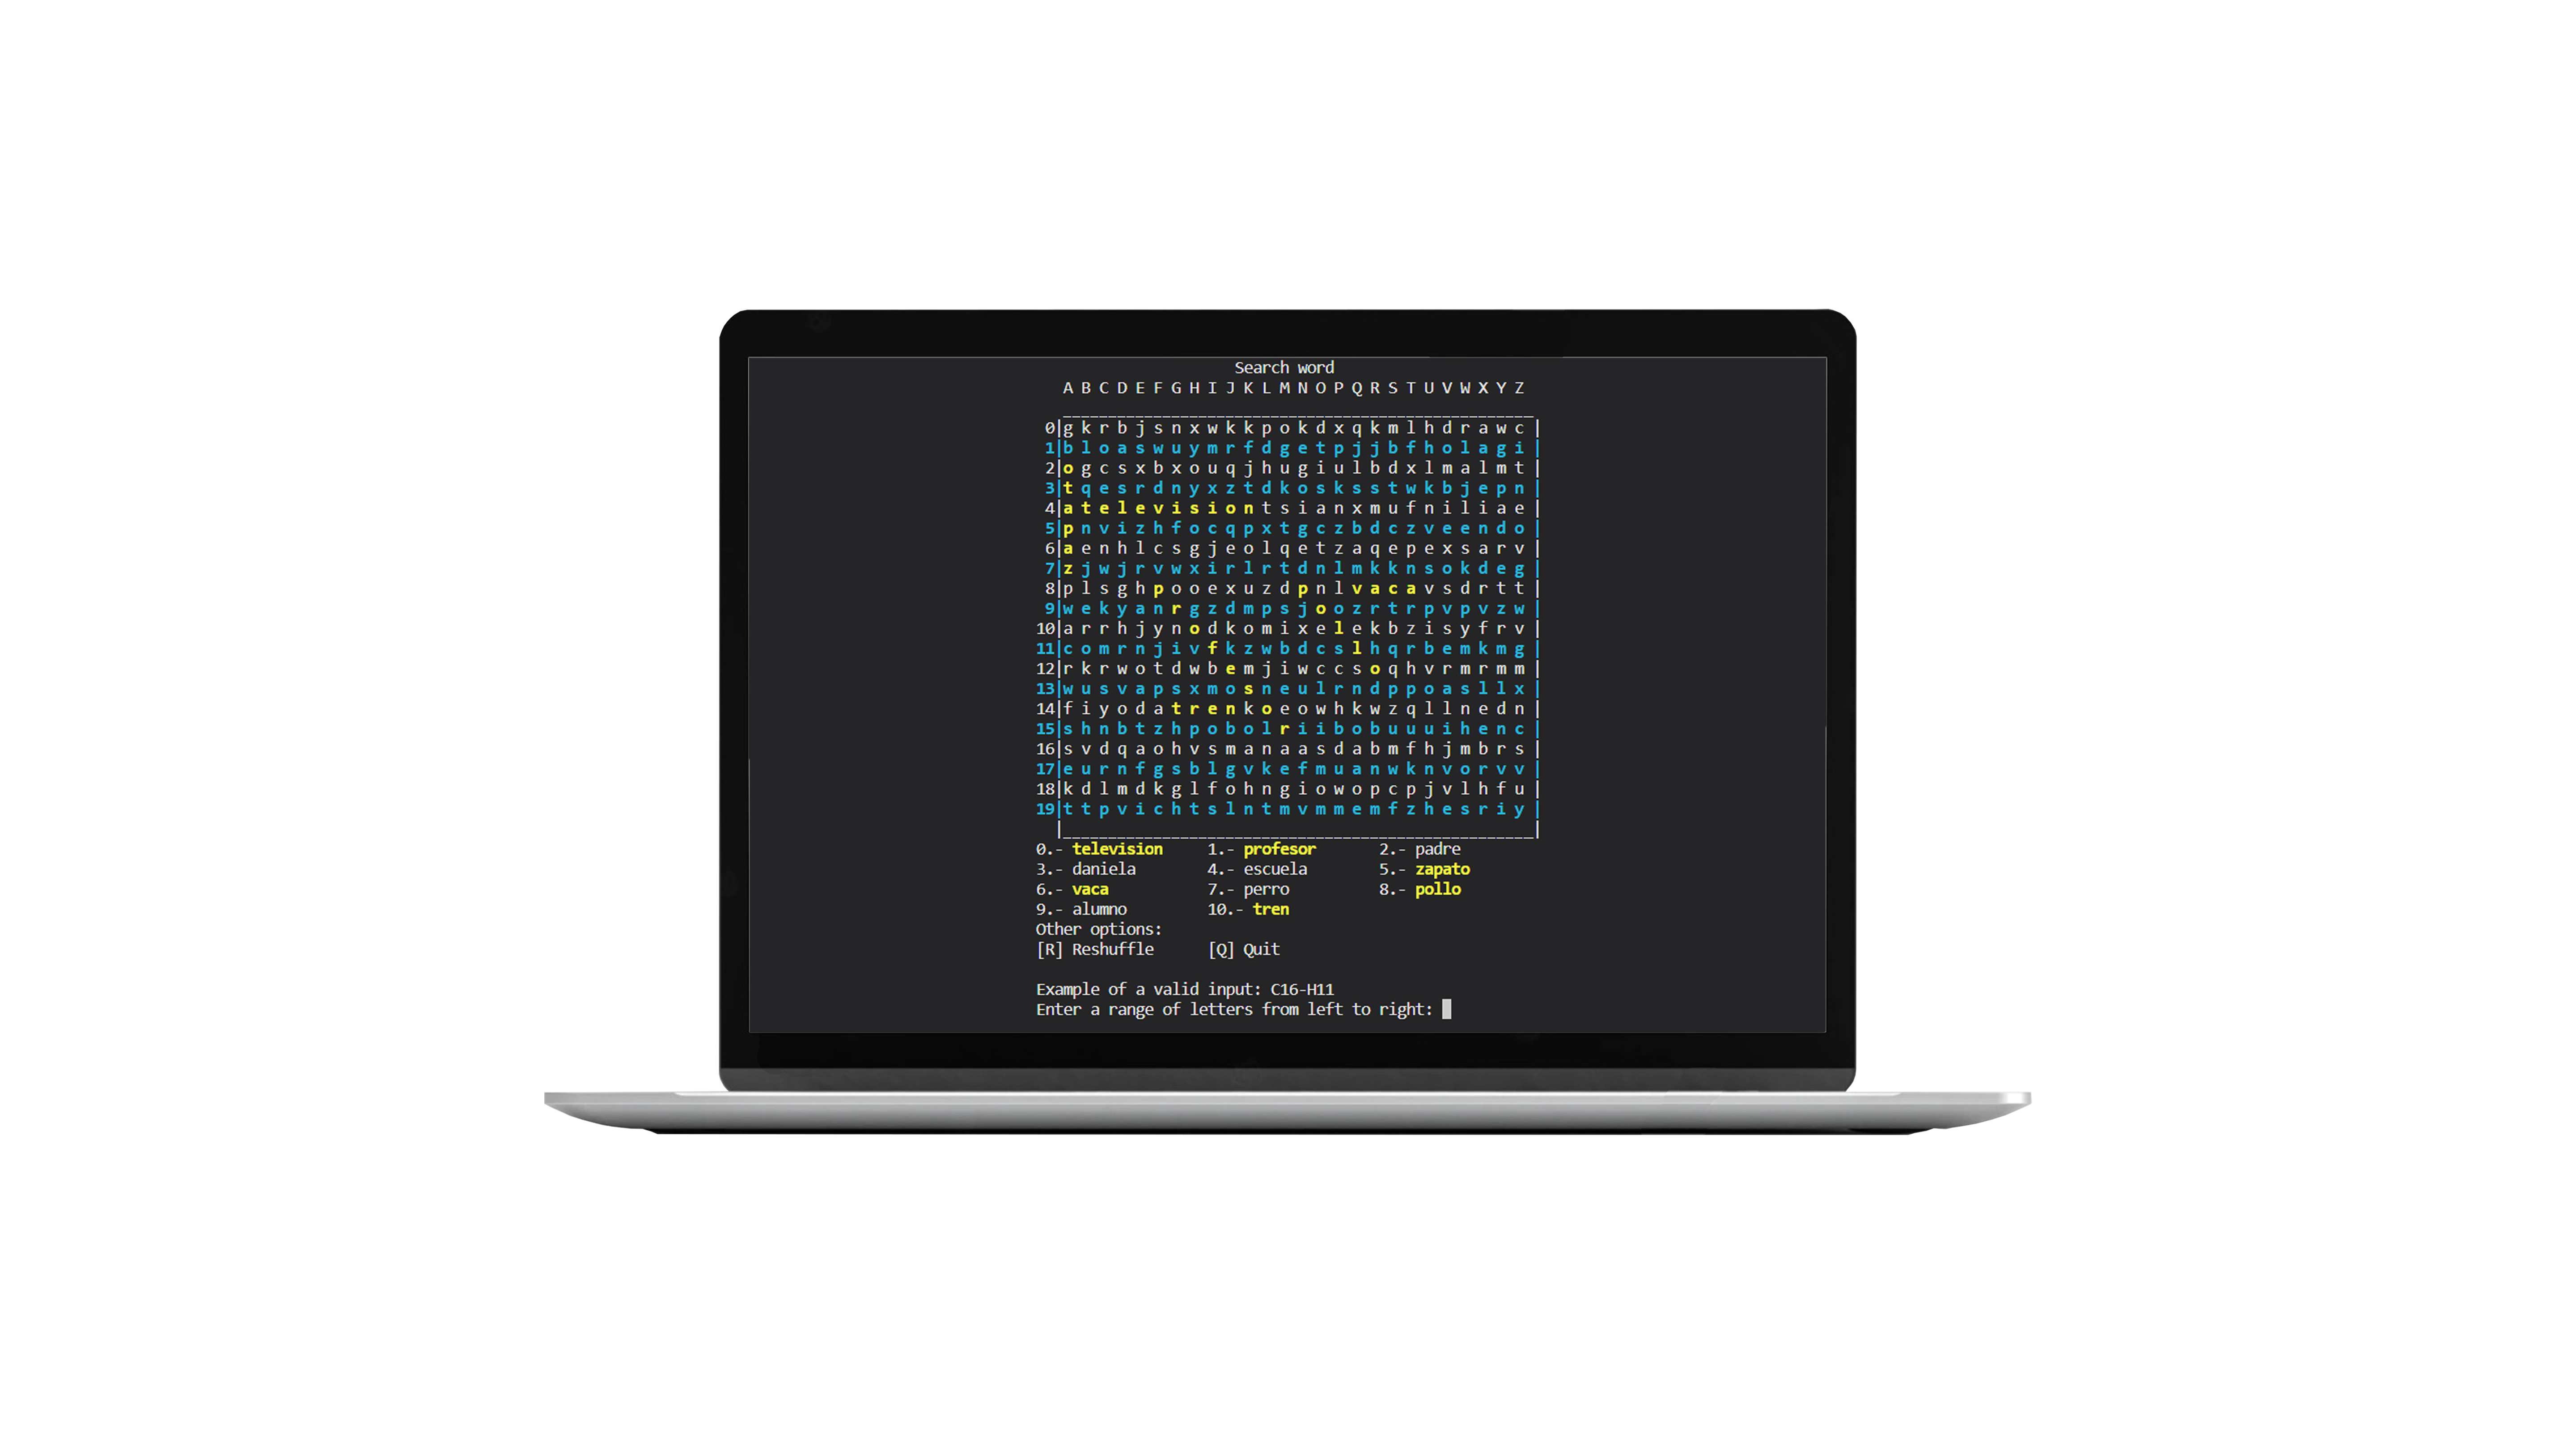 Search word
A B C D E F G H I J K L M N O P Q R S T U V W X Y Z
0|g k r b j s n x w k k p o k d x q k m l h d r a w c |
1|b l o a s w u y m r f d g e t p j j b f h o l a g i |
2|o g c s x b x o u q j h u g i u l b d x l m a l m t |
3|t q e s r d n y x z t d k o s k s s t w k b j e p n |
4|a t e l e v i s i o n t s i a n x m u f n i l i a e |
5|p n v i z h f o c q p x t g c z b d c z v e e n d o |
6|a e n h l c s g j e o l q e t z a q e p e x s a r v |
7|z j w j r v w x i r l r t d n l m k k n s o k d e g |
8|p l s g h p o o e x u z d p n l v a c a v s d r t t |
9|w e k y a n r g z d m p s j o o z r t r p v p v z w |
10|a r r h j y n o d k o m i x e l e k b z i s y f r v |
11|c o m r n j i v f k z w b d c s l h q r b e m k m g |
12|r k r w o t d w b e m j i w c c s o q h v r m r m m |
13|w u s v a p s x m o s n e u l r n d p p o a s l l x |
14|f i y o d a t r e n k o e o w h k w z q l l n e d n |
15|s h n b t z h p o b o l r i i b o b u u u i h e n c |
16|s v d q a o h v s m a n a a s d a b m f h j m b r s |
17|e u r n f g s b l g v k e f m u a n w k n v o r v v |
18|k d l m d k g l f o h n g i o w o p c p j v l h f u |
19|t t p v i c h t s l n t m v m m e m f z h e s r i y |
0.- television 1.- profesor 2.- padre
3.- daniela 4.- escuela 5.- zapato
6.- vaca 7.- perro 8.- pollo
9.- alumno 10.- tren
Other options:
[R] Reshuffle [Q] Quit
Example of a valid input: C16-H11
Enter a range of letters from left to right: